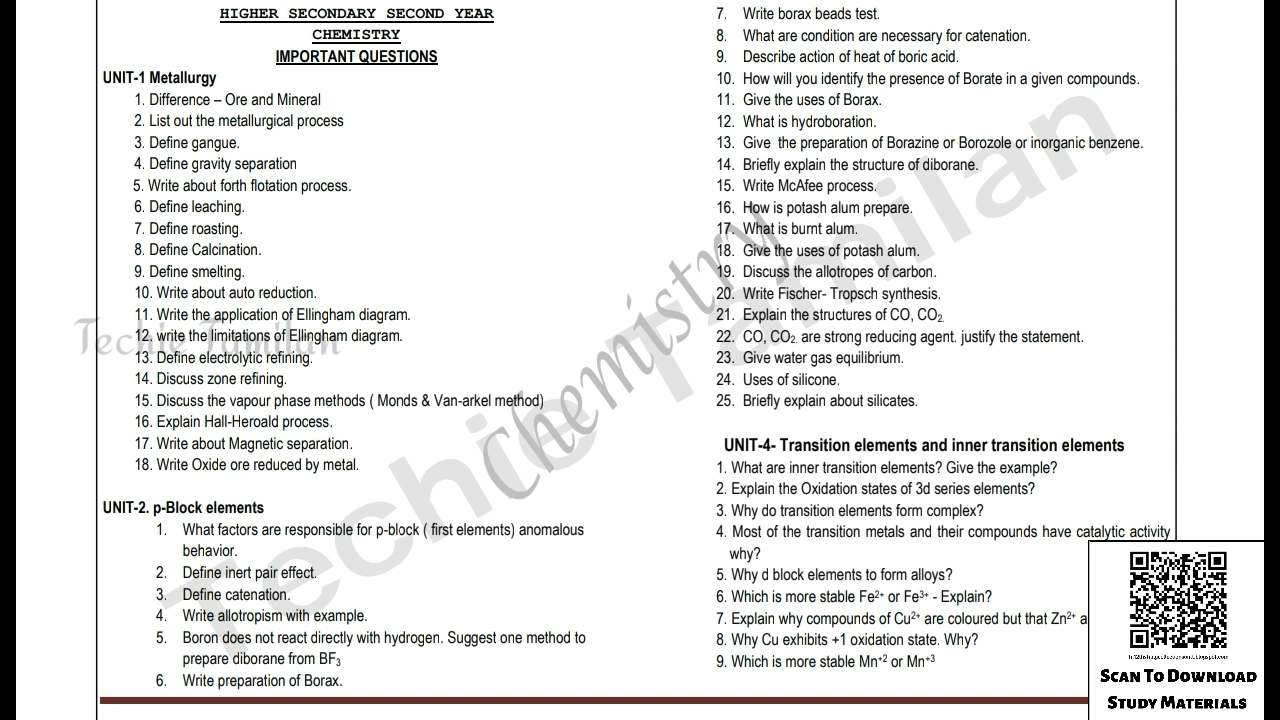 HIGHER SECONDARY SECOND YEAR
CHEMISTRY
IMPORTANT QUESTIONS
UNIT-1 Metallurgy
1. Difference – Ore and Mineral
2. List out the metallurgical process
3. Define gangue.
4. Define gravity separation
5. Write about forth flotation process.
6. Define leaching.
7. Define roasting.
8. Define Calcination.
9. Define smelting.
10. Write about auto reduction.
11. Write the application of Ellingham diagram.
12. write the limitations of Ellingham diagram.
13. Define electrolytic refining.
14. Discuss zone refining.
15. Discuss the vapour phase methods ( Monds & Van-arkel method)
16. Explain Hall-Heroald process.
17. Write about Magnetic separation.
18. Write Oxide ore reduced by metal.
UNIT-2. p-Block elements
1. What factors are responsible for p-block ( first elements) anomalous
behavior.
2. Define inert pair effect.
3. Define catenation.
4. Write allotropism with example.
5. Boron does not react directly with hydrogen. Suggest one method to
prepare diborane from BF₃
6. Write preparation of Borax.
7. Write borax beads test.
8. What are condition are necessary for catenation.
9. Describe action of heat of boric acid.
10. How will you identify the presence of Borate in a given compounds.
11. Give the uses of Borax.
12. What is hydroboration.
13. Give the preparation of Borazine or Borozole or inorganic benzene.
14. Briefly explain the structure of diborane.
15. Write McAfee process.
16. How is potash alum prepare.
17. What is burnt alum.
18. Give the uses of potash alum.
19. Discuss the allotropes of carbon.
20. Write Fischer- Tropsch synthesis.
21. Explain the structures of CO, CO₂.
22. CO, CO₂. are strong reducing agent. justify the statement.
23. Give water gas equilibrium.
24. Uses of silicone.
25. Briefly explain about silicates.
UNIT-4- Transition elements and inner transition elements
1. What are inner transition elements? Give the example?
2. Explain the Oxidation states of 3d series elements?
3. Why do transition elements form complex?
4. Most of the transition metals and their compounds have catalytic activity
why?
5. Why d block elements to form alloys?
6. Which is more stable Fe²⁺ or Fe³⁺ - Explain?
7. Explain why compounds of Cu²⁺ are coloured but that Zn²⁺ a
8. Why Cu exhibits +1 oxidation state. Why?
9. Which is more stable Mn⁺² or Mn⁺³
Techie Tamilan
Chemistry
Techie Tamilan
SCAN TO DOWNLOAD
STUDY MATERIALS